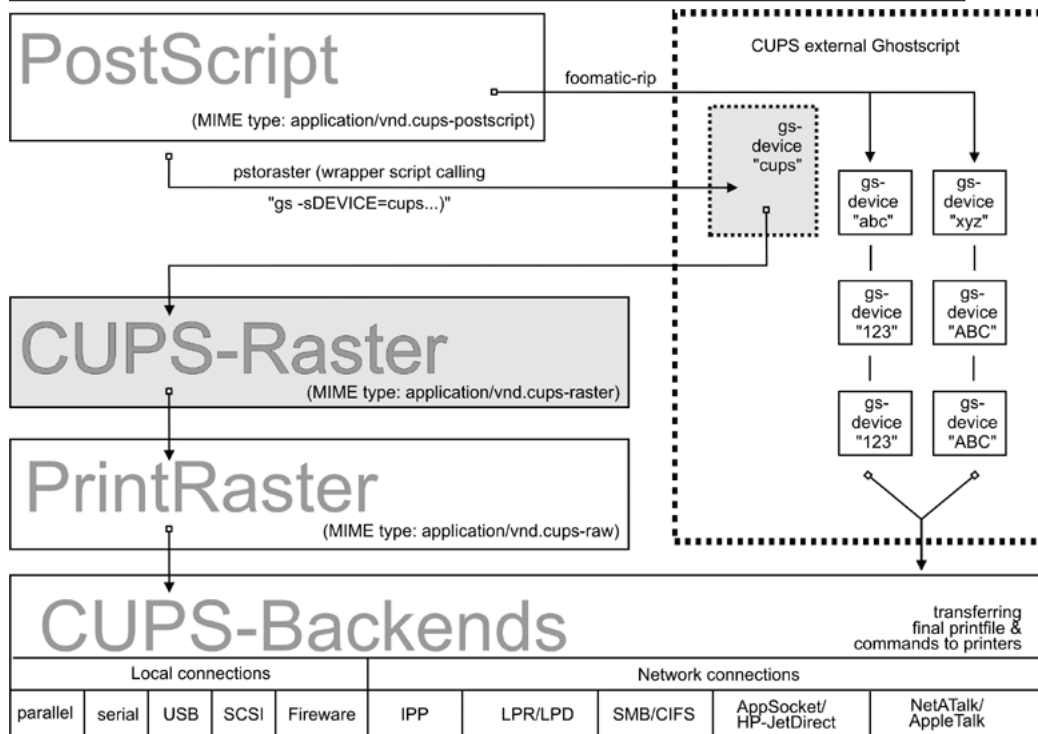 PostScript
(MIME type: application/vnd.cups-postscript)
foomatic-rip
CUPS external Ghostscript
pstoraster (wrapper script calling
"gs -sDEVICE=cups...)"
gs-
device
"cups"
gs-
device
"abc"
gs-
device
"xyz"
gs-
device
"123"
gs-
device
"ABC"
gs-
device
"123"
gs-
device
"ABC"
CUPS-Raster
(MIME type: application/vnd.cups-raster)
PrintRaster
(MIME type: application/vnd.cups-raw)
CUPS-Backends
transferring
final printfile &
commands to printers
Local connections
Network connections
parallel
serial
USB
SCSI
Fireware
IPP
LPR/LPD
SMB/CIFS
AppSocket/
HP-JetDirect
NetATalk/
AppleTalk